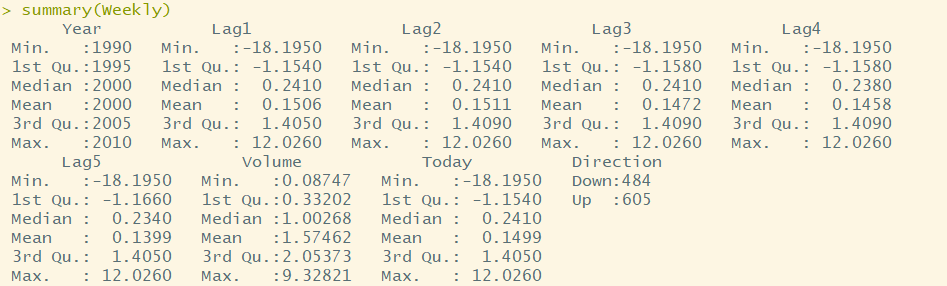 > summary(Weekly)
      Year           Lag1               Lag2               Lag3               Lag4
 Min.   :1990   Min.   :-18.1950   Min.   :-18.1950   Min.   :-18.1950   Min.   :-18.1950
 1st Qu.:1995   1st Qu.: -1.1540   1st Qu.: -1.1540   1st Qu.: -1.1580   1st Qu.: -1.1580
 Median :2000   Median :  0.2410   Median :  0.2410   Median :  0.2410   Median :  0.2380
 Mean   :2000   Mean   :  0.1506   Mean   :  0.1511   Mean   :  0.1472   Mean   :  0.1458
 3rd Qu.:2005   3rd Qu.:  1.4050   3rd Qu.:  1.4090   3rd Qu.:  1.4090   3rd Qu.:  1.4090
 Max.   :2010   Max.   : 12.0260   Max.   : 12.0260   Max.   : 12.0260   Max.   : 12.0260
      Lag5              Volume            Today          Direction
 Min.   :-18.1950   Min.   :0.08747   Min.   :-18.1950   Down:484
 1st Qu.: -1.1660   1st Qu.:0.33202   1st Qu.: -1.1540   Up  :605
 Median :  0.2340   Median :1.00268   Median :  0.2410
 Mean   :  0.1399   Mean   :1.57462   Mean   :  0.1499
 3rd Qu.:  1.4050   3rd Qu.:2.05373   3rd Qu.:  1.4050
 Max.   : 12.0260   Max.   :9.32821   Max.   : 12.0260